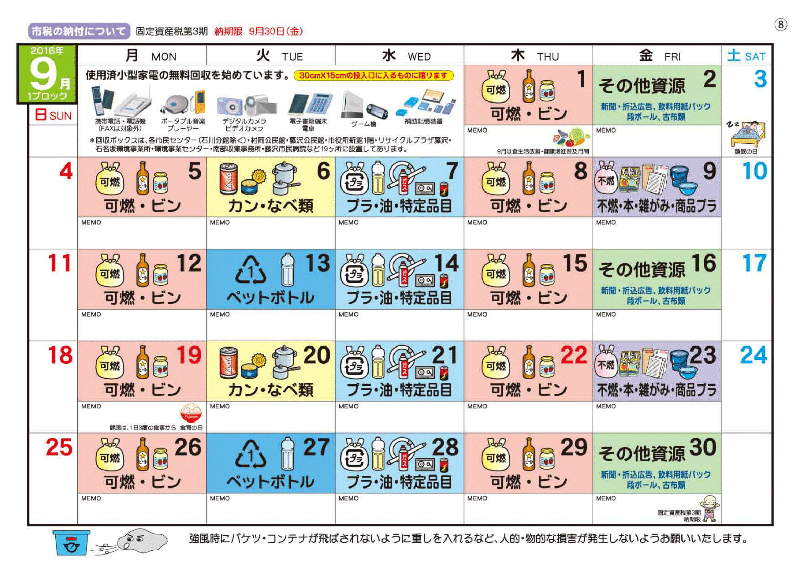 ⑧
市税の納付について 固定資産税第3期 納期限 9月30日(金)
2016年
9月
1ブロック
月 MON 火 TUE 水 WED 木 THU 金 FRI 土 SAT
日 SUN
使用済小型家電の無料回収を始めています。 30cm×15cmの投入口に入るものに限ります
携帯電話・電話機
(FAXは対象外)
ポータブル音楽
プレーヤー
デジタルカメラ
ビデオカメラ
電子書籍端末
電卓
ゲーム機
補助記憶装置
*回収ボックスは、各市民センター(石川分館除く)・村岡公民館・藤沢公民館・市役所新館1階・リサイクルプラザ藤沢・
石名坂環境事業所・環境事業センター・南部収集事務所・藤沢市民病院など19ヶ所に設置してあります。
可燃 1
可燃・ビン
MEMO
9月は食生活改善・健康増進普及月間
その他資源 2
新聞・折込広告、飲料用紙パック
段ボール、古布類
MEMO
3
睡眠の日
4
可燃 5
可燃・ビン
MEMO
6
カン・なべ類
MEMO
プラ 7
プラ・油・特定品目
MEMO
可燃 8
可燃・ビン
MEMO
不燃 9
不燃・本・雑がみ・商品プラ
MEMO
10
11
可燃 12
可燃・ビン
MEMO
1 13
ペットボトル
MEMO
プラ 14
プラ・油・特定品目
MEMO
可燃 15
可燃・ビン
MEMO
その他資源 16
新聞・折込広告、飲料用紙パック
段ボール、古布類
MEMO
17
18
可燃 19
可燃・ビン
MEMO
健康は、1日3度の食事から 食育の日
20
カン・なべ類
MEMO
プラ 21
プラ・油・特定品目
MEMO
可燃 22
可燃・ビン
MEMO
不燃 23
不燃・本・雑がみ・商品プラ
MEMO
24
25
可燃 26
可燃・ビン
MEMO
1 27
ペットボトル
MEMO
プラ 28
プラ・油・特定品目
MEMO
可燃 29
可燃・ビン
MEMO
その他資源 30
新聞・折込広告、飲料用紙パック
段ボール、古布類
MEMO
固定資産税第3期
納期限
強風時にバケツ・コンテナが飛ばされないように重しを入れるなど、人的・物的な損害が発生しないようお願いいたします。